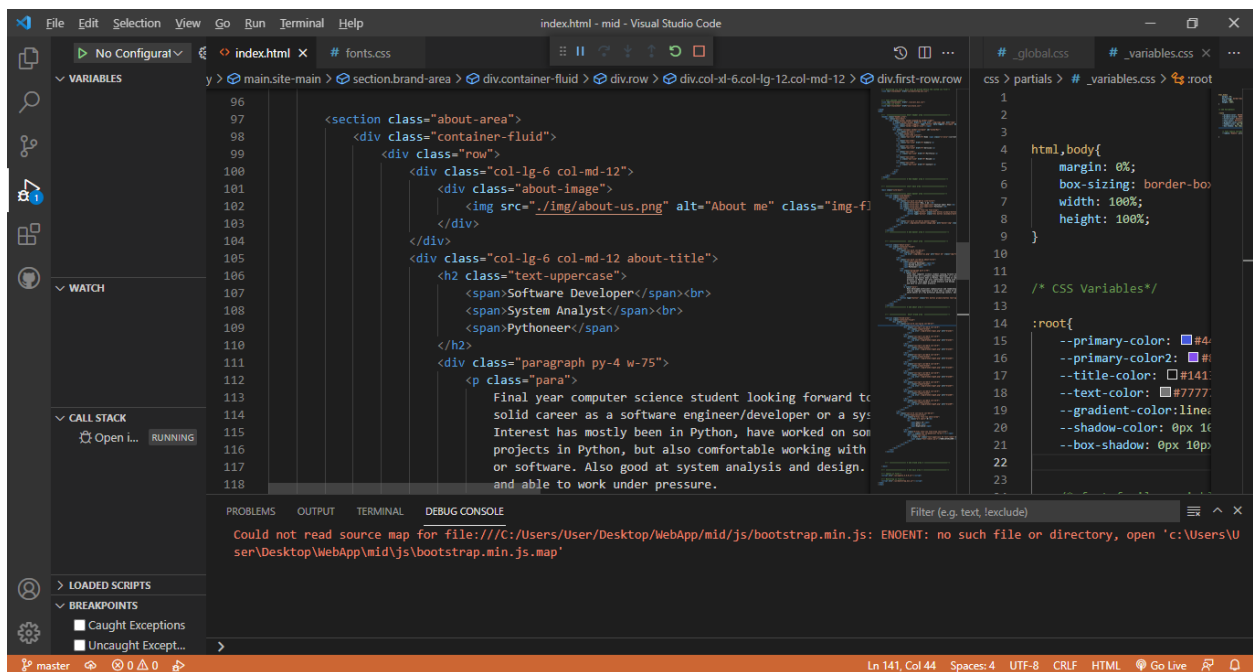 File Edit Selection View Go Run Terminal Help
index.html - mid - Visual Studio Code
No Configurat
index.html
# fonts.css
# _global.css
# _variables.css
VARIABLES
y > main.site-main > section.brand-area > div.container-fluid > div.row > div.col-xl-6.col-lg-12.col-md-12 > div.first-row.row
css > partials > # _variables.css > :root
96
97 <section class="about-area">
98 <div class="container-fluid">
99 <div class="row">
100 <div class="col-lg-6 col-md-12">
101 <div class="about-image">
102 <img src="./img/about-us.png" alt="About me" class="img-fl
103 </div>
104 </div>
105 <div class="col-lg-6 col-md-12 about-title">
106 <h2 class="text-uppercase">
107 <span>Software Developer</span><br>
108 <span>System Analyst</span><br>
109 <span>Pythoneer</span>
110 </h2>
111 <div class="paragraph py-4 w-75">
112 <p class="para">
113 Final year computer science student looking forward to
114 solid career as a software engineer/developer or a sys
115 Interest has mostly been in Python, have worked on som
116 projects in Python, but also comfortable working with
117 or software. Also good at system analysis and design.
118 and able to work under pressure.
1
2
3
4 html,body{
5 margin: 0%;
6 box-sizing: border-box
7 width: 100%;
8 height: 100%;
9 }
10
11
12 /* CSS Variables*/
13
14 :root{
15 --primary-color: #44
16 --primary-color2: #
17 --title-color: #141
18 --text-color: #7777
19 --gradient-color:linea
20 --shadow-color: 0px 10
21 --box-shadow: 0px 10px
22
23
WATCH
CALL STACK
Open i... RUNNING
LOADED SCRIPTS
BREAKPOINTS
Caught Exceptions
Uncaught Except...
1
PROBLEMS OUTPUT TERMINAL DEBUG CONSOLE
Filter (e.g. text, !exclude)
Could not read source map for file:///C:/Users/User/Desktop/WebApp/mid/js/bootstrap.min.js: ENOENT: no such file or directory, open 'c:\Users\U
ser\Desktop\WebApp\mid\js\bootstrap.min.js.map'
master 0 0
Ln 141, Col 44 Spaces: 4 UTF-8 CRLF HTML Go Live